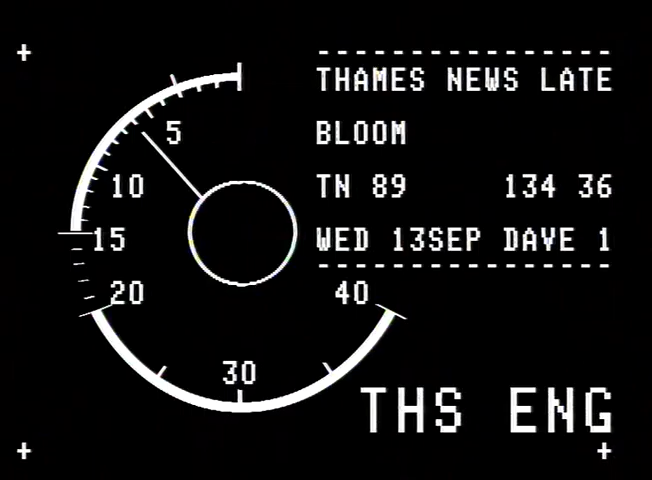 THAMES NEWS LATE
BLOOM
TN 89 134 36
WED 13SEP DAVE 1
5
10
15
20
30
40
THS ENG